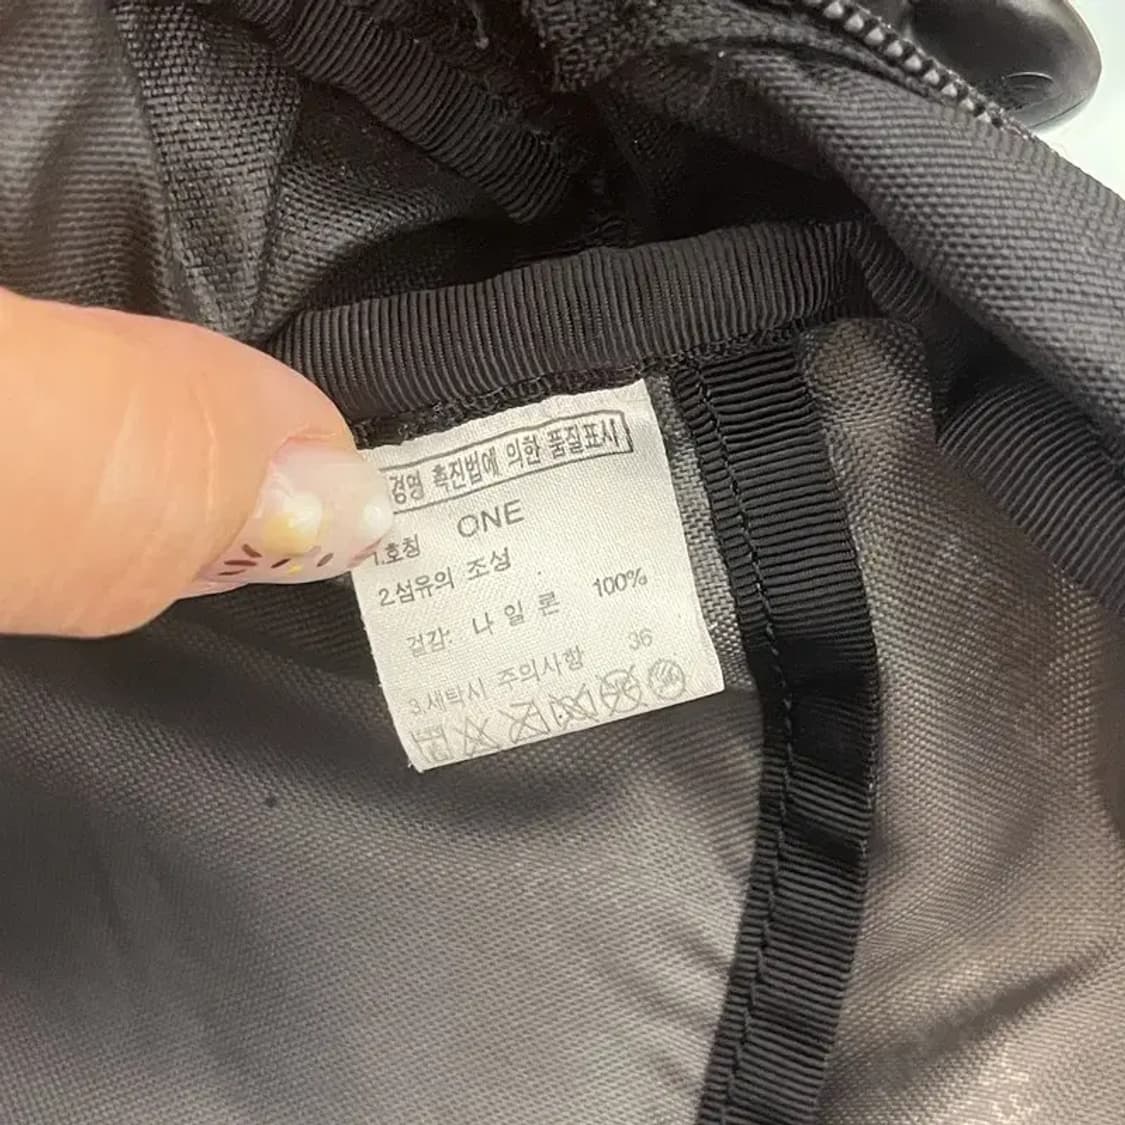 경영 촉진법에 의한 품질표시
1.호칭 ONE
2.섬유의 조성
겉감: 나 일 론 100%
3.세탁시 주의사항 36